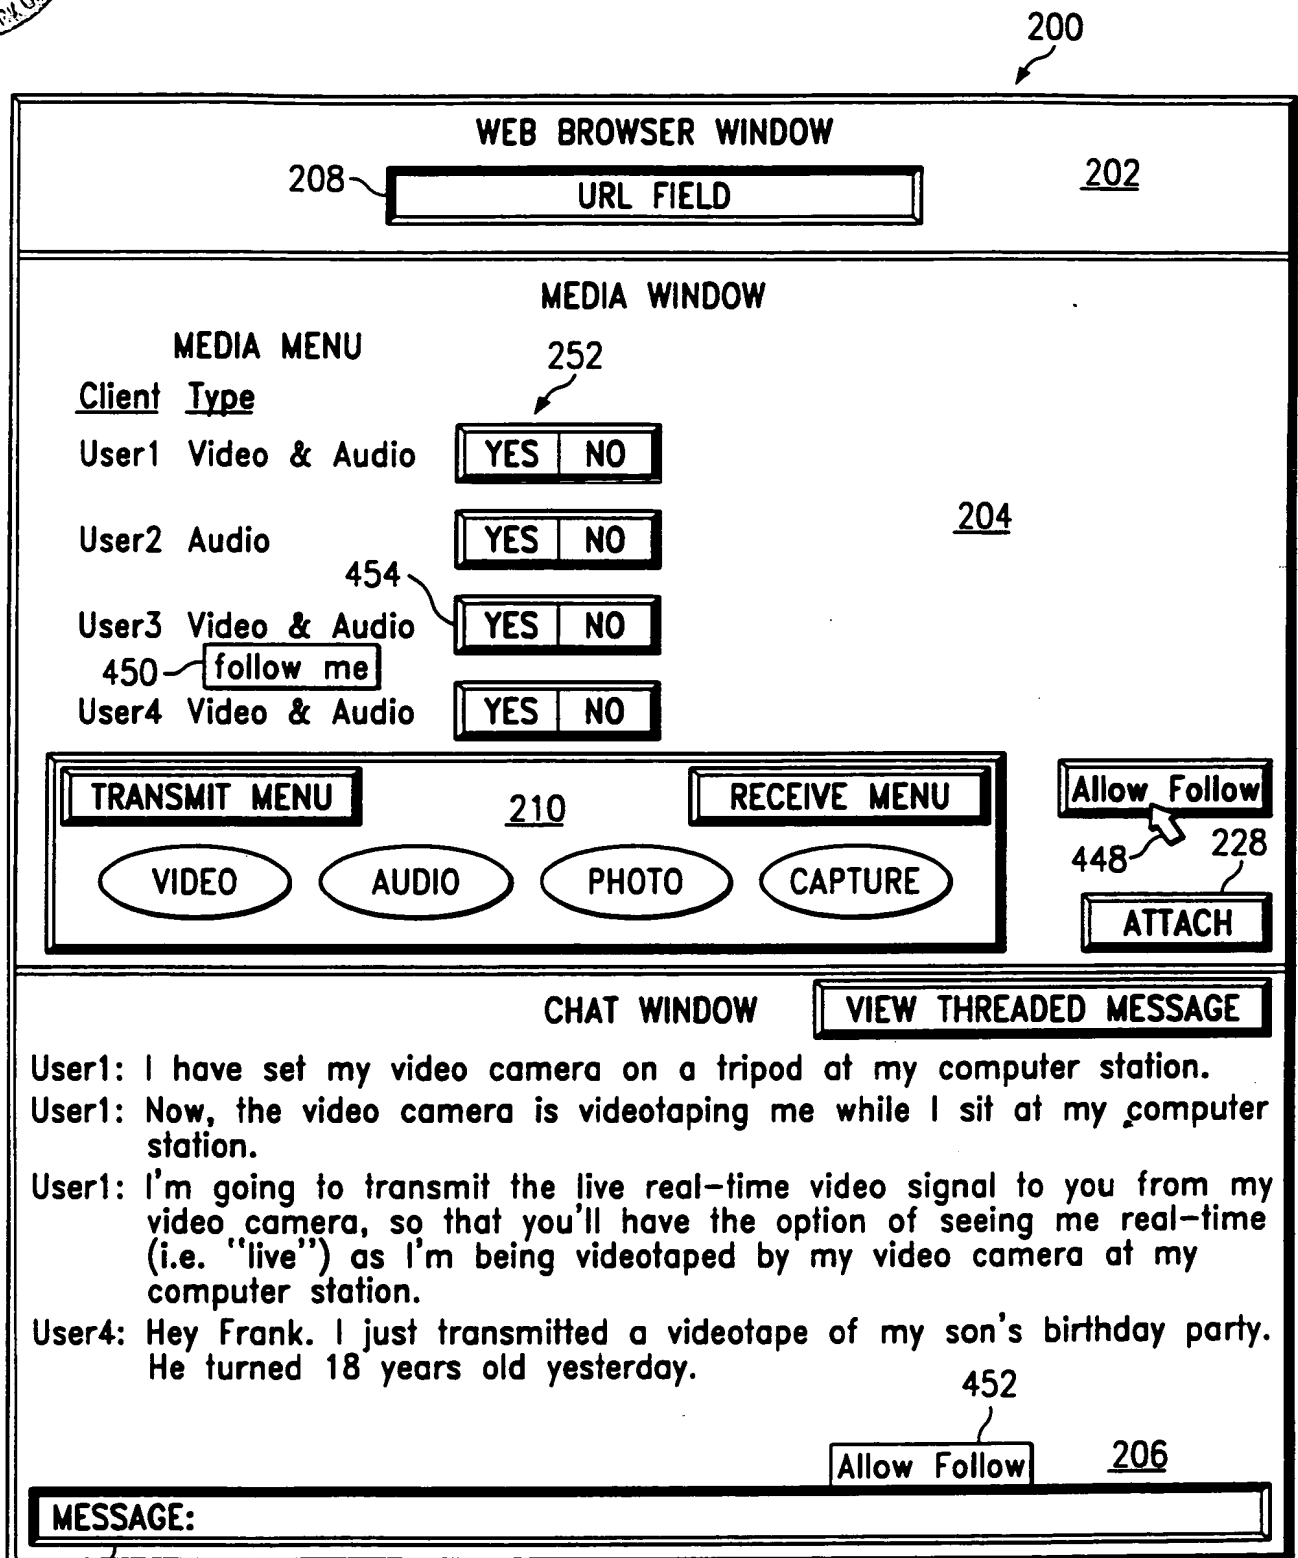 200
WEB BROWSER WINDOW
208
URL FIELD
202
MEDIA WINDOW
MEDIA MENU
252
Client Type
User1 Video & Audio YES NO
204
User2 Audio YES NO
454
User3 Video & Audio YES NO
450 follow me
User4 Video & Audio YES NO
TRANSMIT MENU 210 RECEIVE MENU
Allow Follow
448
228
VIDEO AUDIO PHOTO CAPTURE
ATTACH
CHAT WINDOW VIEW THREADED MESSAGE
User1: I have set my video camera on a tripod at my computer station.
User1: Now, the video camera is videotaping me while I sit at my computer
station.
User1: I'm going to transmit the live real-time video signal to you from my
video camera, so that you'll have the option of seeing me real-time
(i.e. "live") as I'm being videotaped by my video camera at my
computer station.
User4: Hey Frank. I just transmitted a videotape of my son's birthday party.
He turned 18 years old yesterday.
452
Allow Follow
206
MESSAGE: